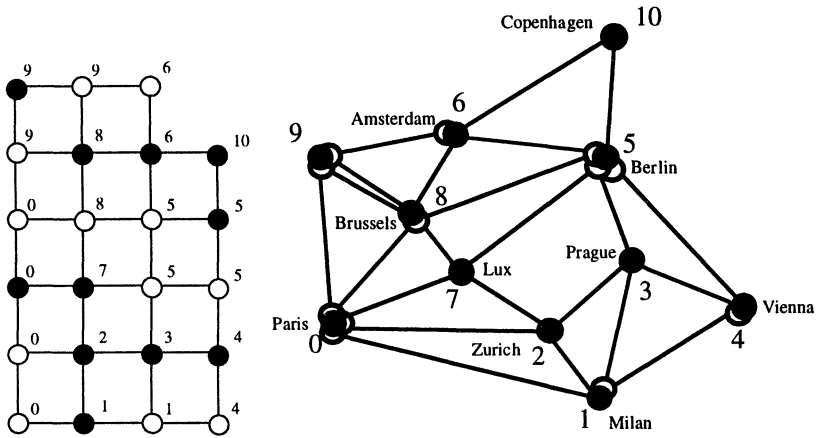 9 9 6
9 8 6 10
0 8 5 5
0 7 5 5
0 2 3 4
0 1 1 4
Copenhagen 10
Amsterdam 6
9
5
Berlin
8
Brussels
Lux
7
Prague
3
Vienna
4
Paris
0
Zurich 2
1 Milan